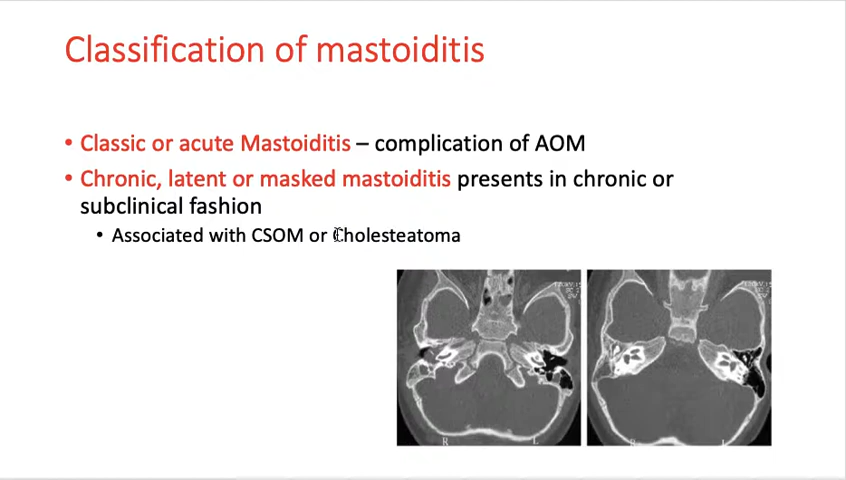 Classification of mastoiditis
• Classic or acute Mastoiditis – complication of AOM
• Chronic, latent or masked mastoiditis presents in chronic or
subclinical fashion
• Associated with CSOM or Cholesteatoma
R L
R